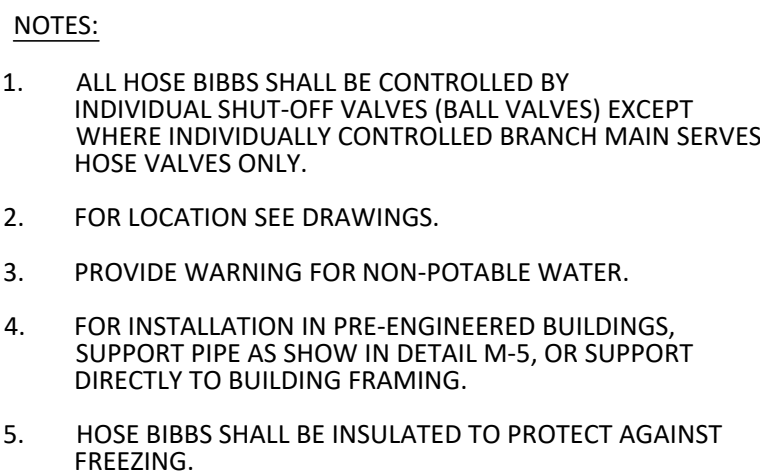 NOTES:
1. ALL HOSE BIBBS SHALL BE CONTROLLED BY
INDIVIDUAL SHUT-OFF VALVES (BALL VALVES) EXCEPT
WHERE INDIVIDUALLY CONTROLLED BRANCH MAIN SERVES
HOSE VALVES ONLY.
2. FOR LOCATION SEE DRAWINGS.
3. PROVIDE WARNING FOR NON-POTABLE WATER.
4. FOR INSTALLATION IN PRE-ENGINEERED BUILDINGS,
SUPPORT PIPE AS SHOW IN DETAIL M-5, OR SUPPORT
DIRECTLY TO BUILDING FRAMING.
5. HOSE BIBBS SHALL BE INSULATED TO PROTECT AGAINST
FREEZING.